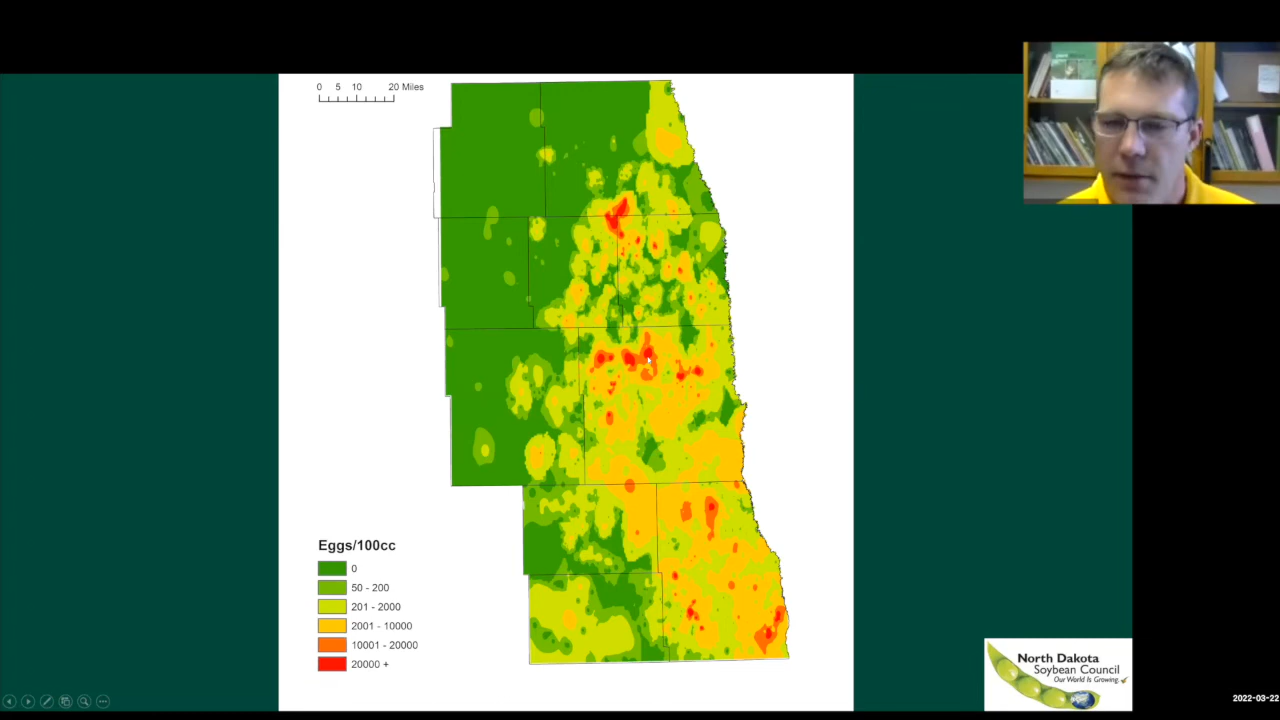 0 5 10 20 Miles
Eggs/100cc
0
50 - 200
201 - 2000
2001 - 10000
10001 - 20000
20000 +
North Dakota
Soybean Council
Our World Is Growing.
2022-03-22